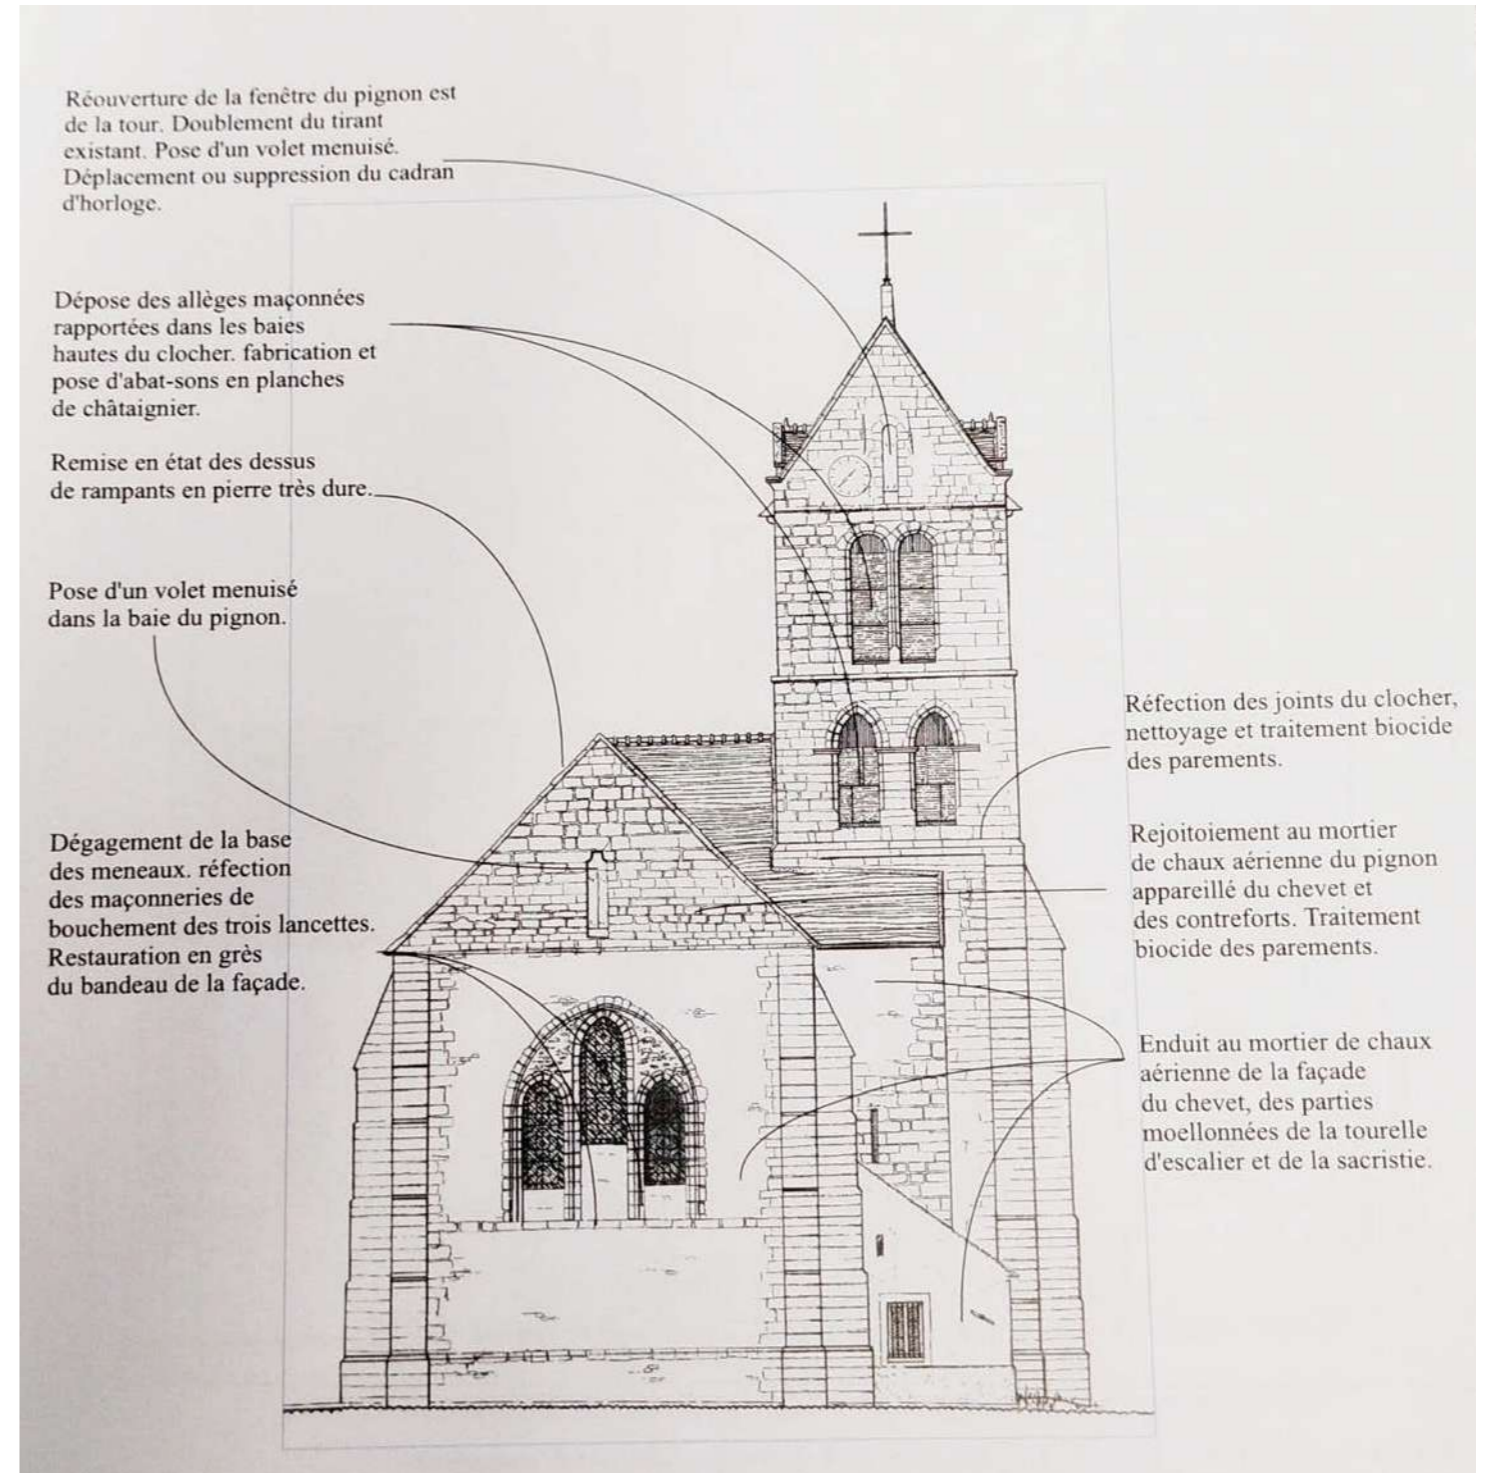 Réouverture de la fenêtre du pignon est
de la tour. Doublement du tirant
existant. Pose d'un volet menuisé.
Déplacement ou suppression du cadran
d'horloge.
Dépose des allèges maçonnées
rapportées dans les baies
hautes du clocher. fabrication et
pose d'abat-sons en planches
de châtaignier.
Remise en état des dessus
de rampants en pierre très dure.
Pose d'un volet menuisé
dans la baie du pignon.
Dégagement de la base
des meneaux. réfection
des maçonneries de
bouchement des trois lancettes.
Restauration en grès
du bandeau de la façade.
Réfection des joints du clocher,
nettoyage et traitement biocide
des parements.
Rejoitoiement au mortier
de chaux aérienne du pignon
appareillé du chevet et
des contreforts. Traitement
biocide des parements.
Enduit au mortier de chaux
aérienne de la façade
du chevet, des parties
moellonnées de la tourelle
d'escalier et de la sacristie.